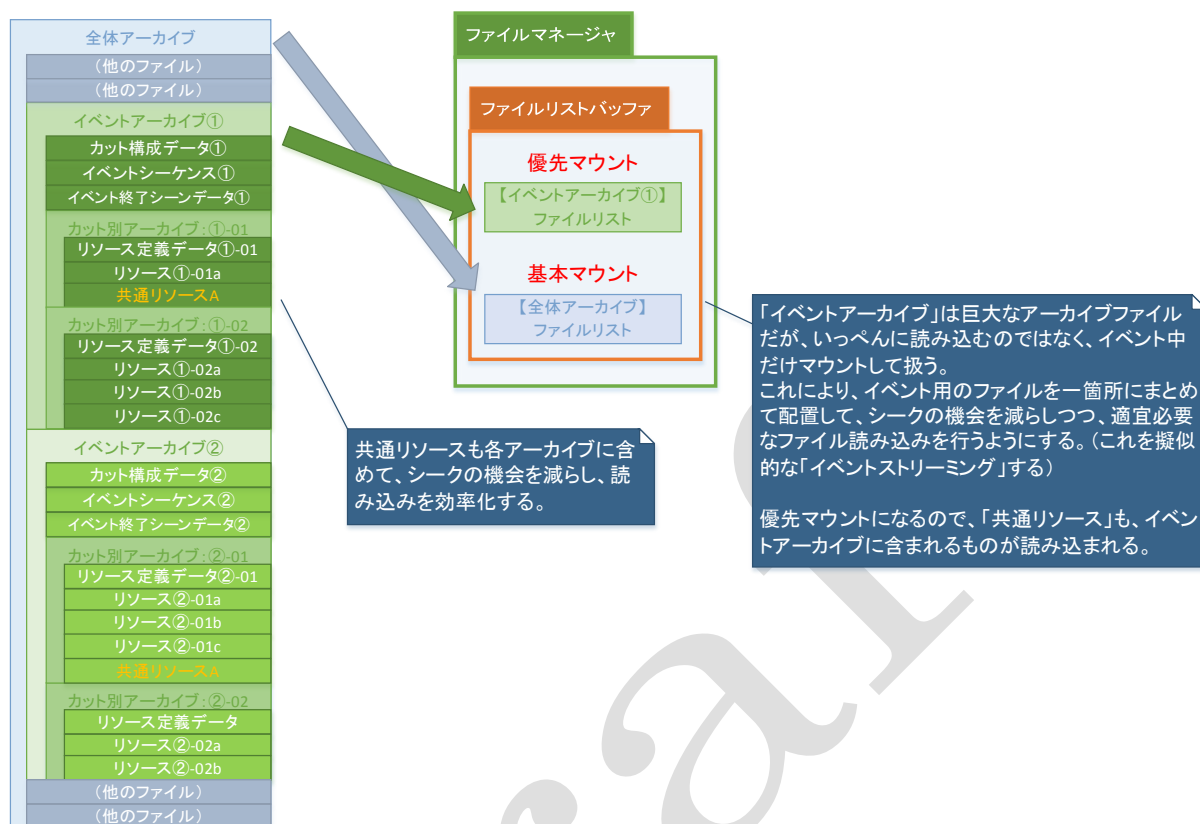 全体アーカイブ
（他のファイル）
（他のファイル）
イベントアーカイブ①
カット構成データ①
イベントシーケンス①
イベント終了シーンデータ①
カット別アーカイブ：①-01
リソース定義データ①-01
リソース①-01a
共通リソースA
カット別アーカイブ：①-02
リソース定義データ①-02
リソース①-02a
リソース①-02b
リソース①-02c
イベントアーカイブ②
カット構成データ②
イベントシーケンス②
イベント終了シーンデータ②
カット別アーカイブ：②-01
リソース定義データ②-01
リソース②-01a
リソース②-01b
リソース②-01c
共通リソースA
カット別アーカイブ：②-02
リソース定義データ
リソース②-02a
リソース②-02b
（他のファイル）
（他のファイル）
ファイルマネージャ
ファイルリストバッファ
優先マウント
【イベントアーカイブ①】
ファイルリスト
基本マウント
【全体アーカイブ】
ファイルリスト
共通リソースも各アーカイブに含
めて、シークの機会を減らし、読
み込みを効率化する。
「イベントアーカイブ」は巨大なアーカイブファイル
だが、いっぺんに読み込むのではなく、イベント中
だけマウントして扱う。
これにより、イベント用のファイルを一箇所にまとめ
て配置して、シークの機会を減らしつつ、適宜必要
なファイル読み込みを行うようにする。（これを擬似
的な「イベントストリーミング」する）
優先マウントになるので、「共通リソース」も、イベン
トアーカイブに含まれるものが読み込まれる。